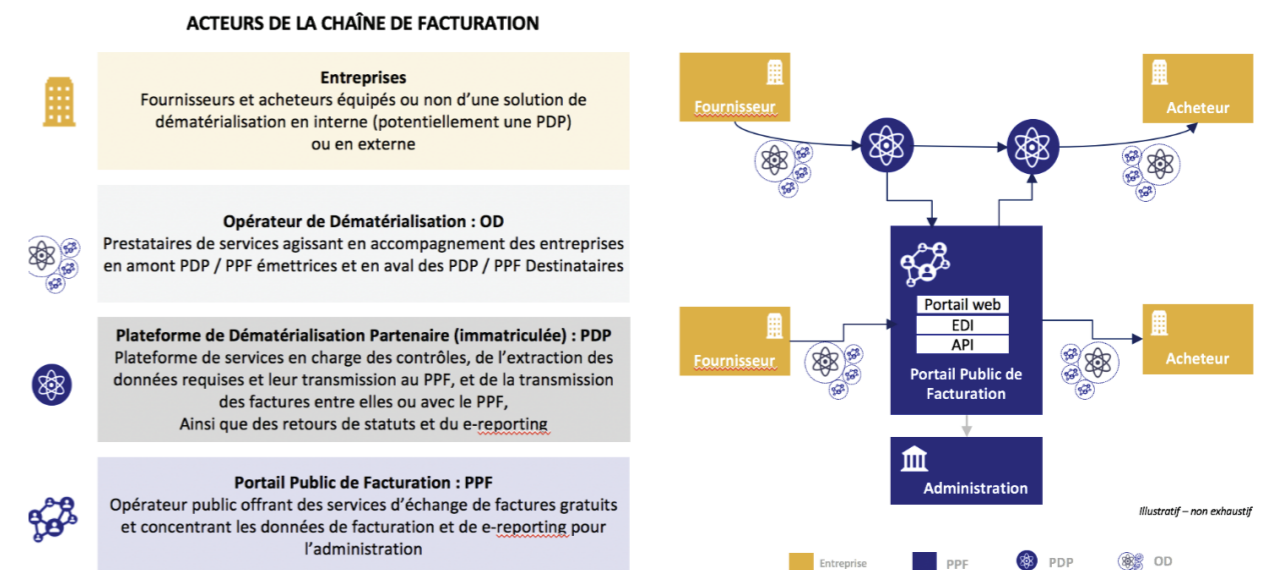 ACTEURS DE LA CHAÎNE DE FACTURATION
Entreprises
Fournisseurs et acheteurs équipés ou non d’une solution de
dématérialisation en interne (potentiellement une PDP)
ou en externe
Opérateur de Dématérialisation : OD
Prestataires de services agissant en accompagnement des entreprises
en amont PDP / PPF émettrices et en aval des PDP / PPF Destinataires
Plateforme de Dématérialisation Partenaire (immatriculée) : PDP
Plateforme de services en charge des contrôles, de l’extraction des
données requises et leur transmission au PPF, et de la transmission
des factures entre elles ou avec le PPF,
Ainsi que des retours de statuts et du e-reporting
Portail Public de Facturation : PPF
Opérateur public offrant des services d’échange de factures gratuits
et concentrant les données de facturation et de e-reporting pour
l’administration
Fournisseur
Acheteur
Fournisseur
Portail web
EDI
API
Portail Public de
Facturation
Acheteur
Administration
Illustratif – non exhaustif
Entreprise
PPF
PDP
OD